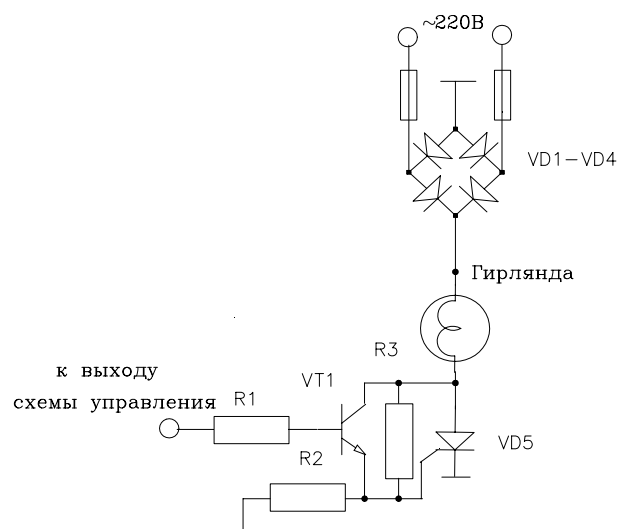 ~220В
VD1-VD4
Гирлянда
R3
к выходу
VT1
схемы управления
R1
R2
VD5